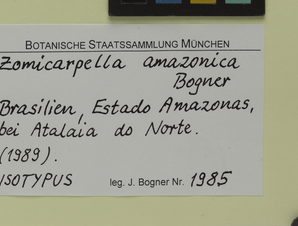 BOTANISCHE STAATSSAMMLUNG MÜNCHEN
Zomicarpella amazonica
Bogner
Brasilien, Estado Amazonas,
bei Atalaia do Norte.
(1989).
ISOTYPUS leg. J. Bogner Nr. 1985